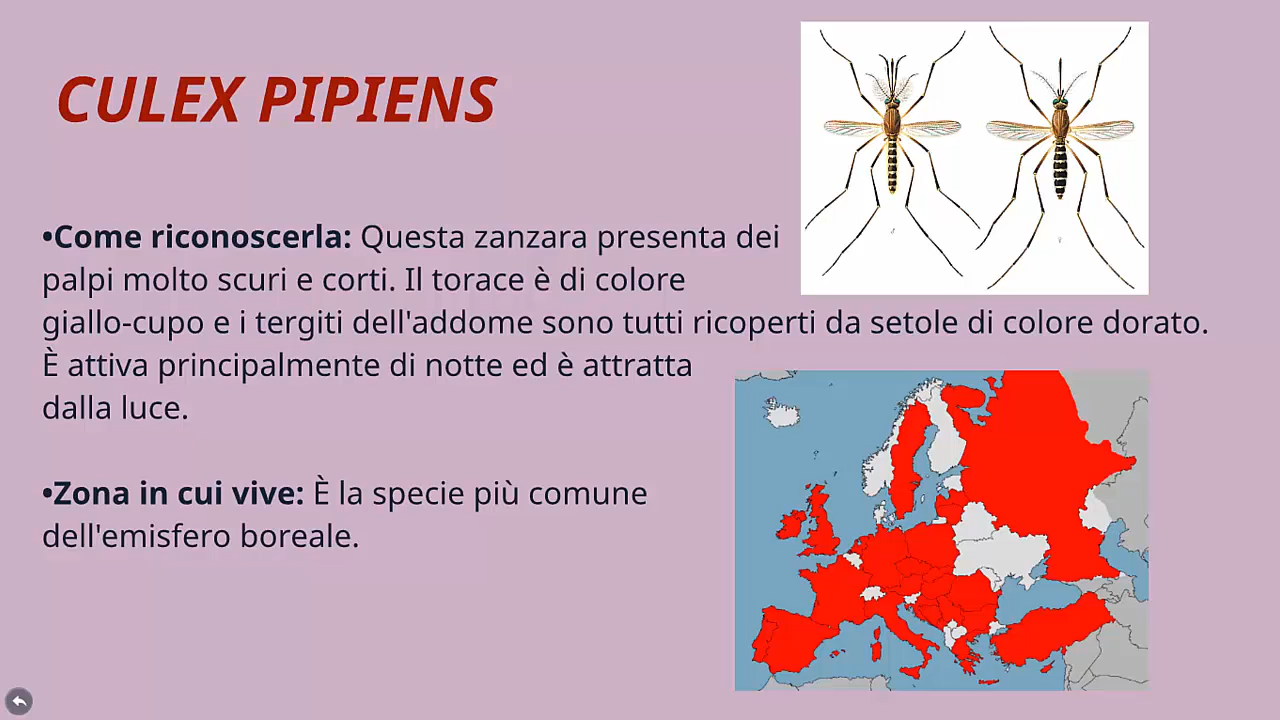 CULEX PIPIENS
•Come riconoscerla: Questa zanzara presenta dei
palpi molto scuri e corti. Il torace è di colore
giallo-cupo e i tergiti dell'addome sono tutti ricoperti da setole di colore dorato.
È attiva principalmente di notte ed è attratta
dalla luce.
•Zona in cui vive: È la specie più comune
dell'emisfero boreale.